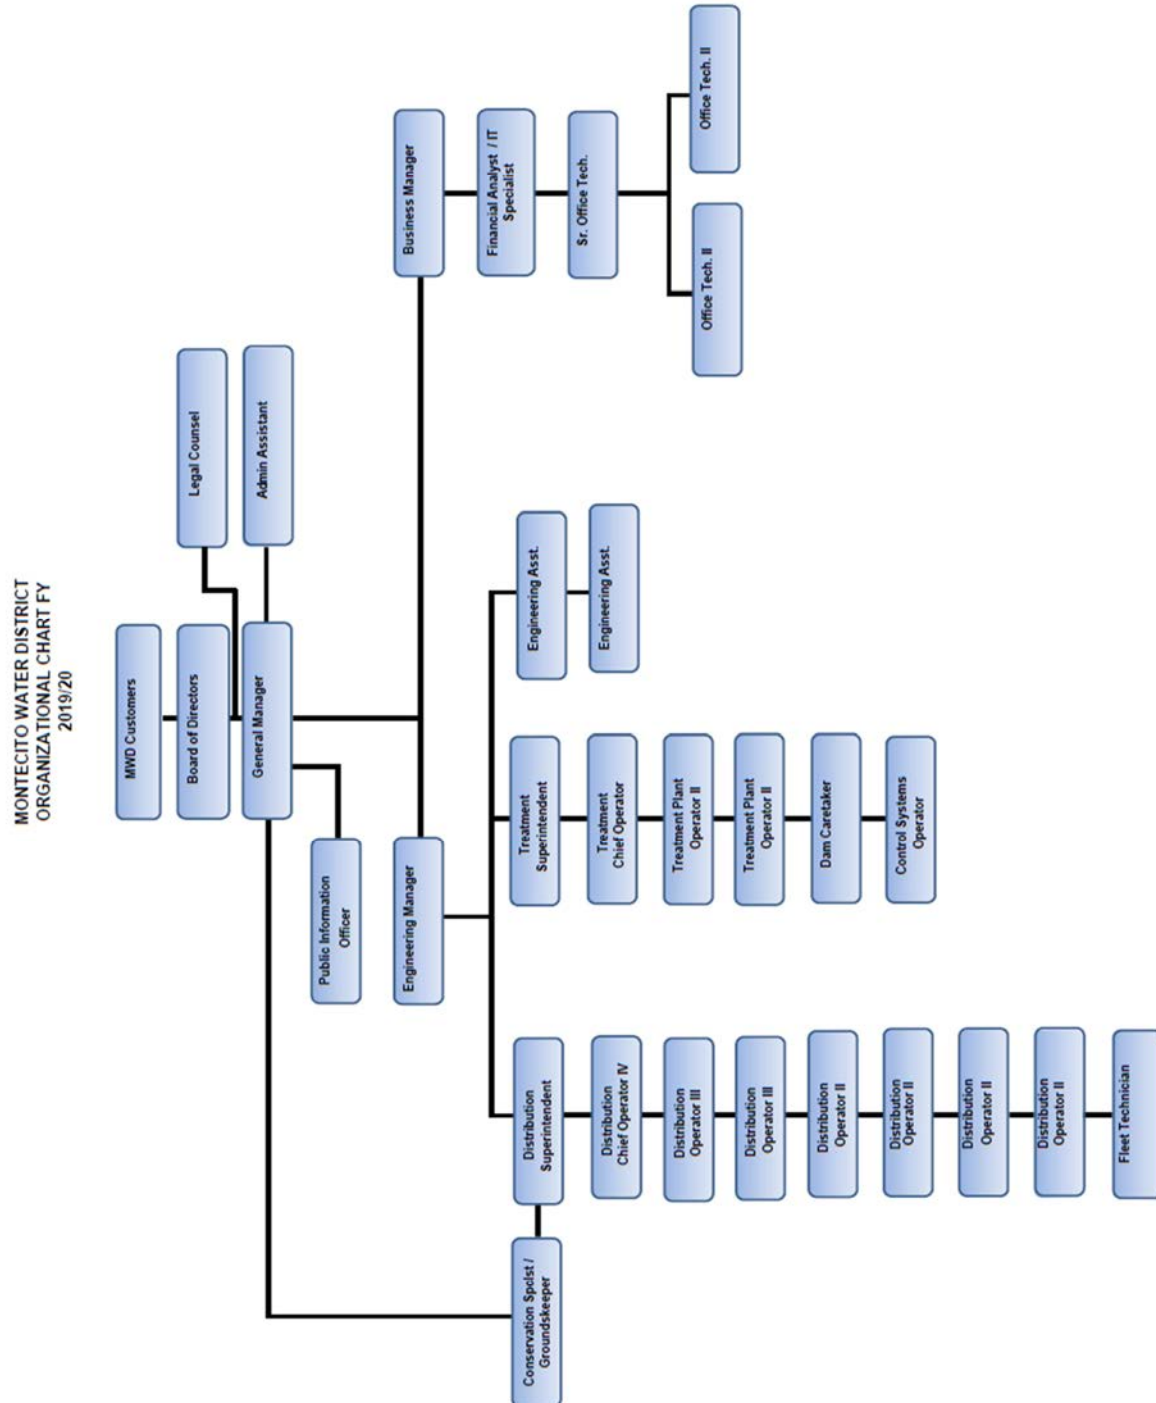 MONTECITO WATER DISTRICT
ORGANIZATIONAL CHART FY
2019/20
MWD Customers
Board of Directors
Legal Counsel
General Manager
Admin Assistant
Public Information
Officer
Engineering Manager
Business Manager
Financial Analyst / IT
Specialist
Sr. Office Tech.
Office Tech. II
Office Tech. II
Conservation Spclst /
Groundskeeper
Distribution
Superintendent
Distribution
Chief Operator IV
Distribution
Operator III
Distribution
Operator III
Distribution
Operator II
Distribution
Operator II
Distribution
Operator II
Distribution
Operator II
Fleet Technician
Treatment
Superintendent
Treatment
Chief Operator
Treatment Plant
Operator II
Treatment Plant
Operator II
Dam Caretaker
Control Systems
Operator
Engineering Asst.
Engineering Asst.